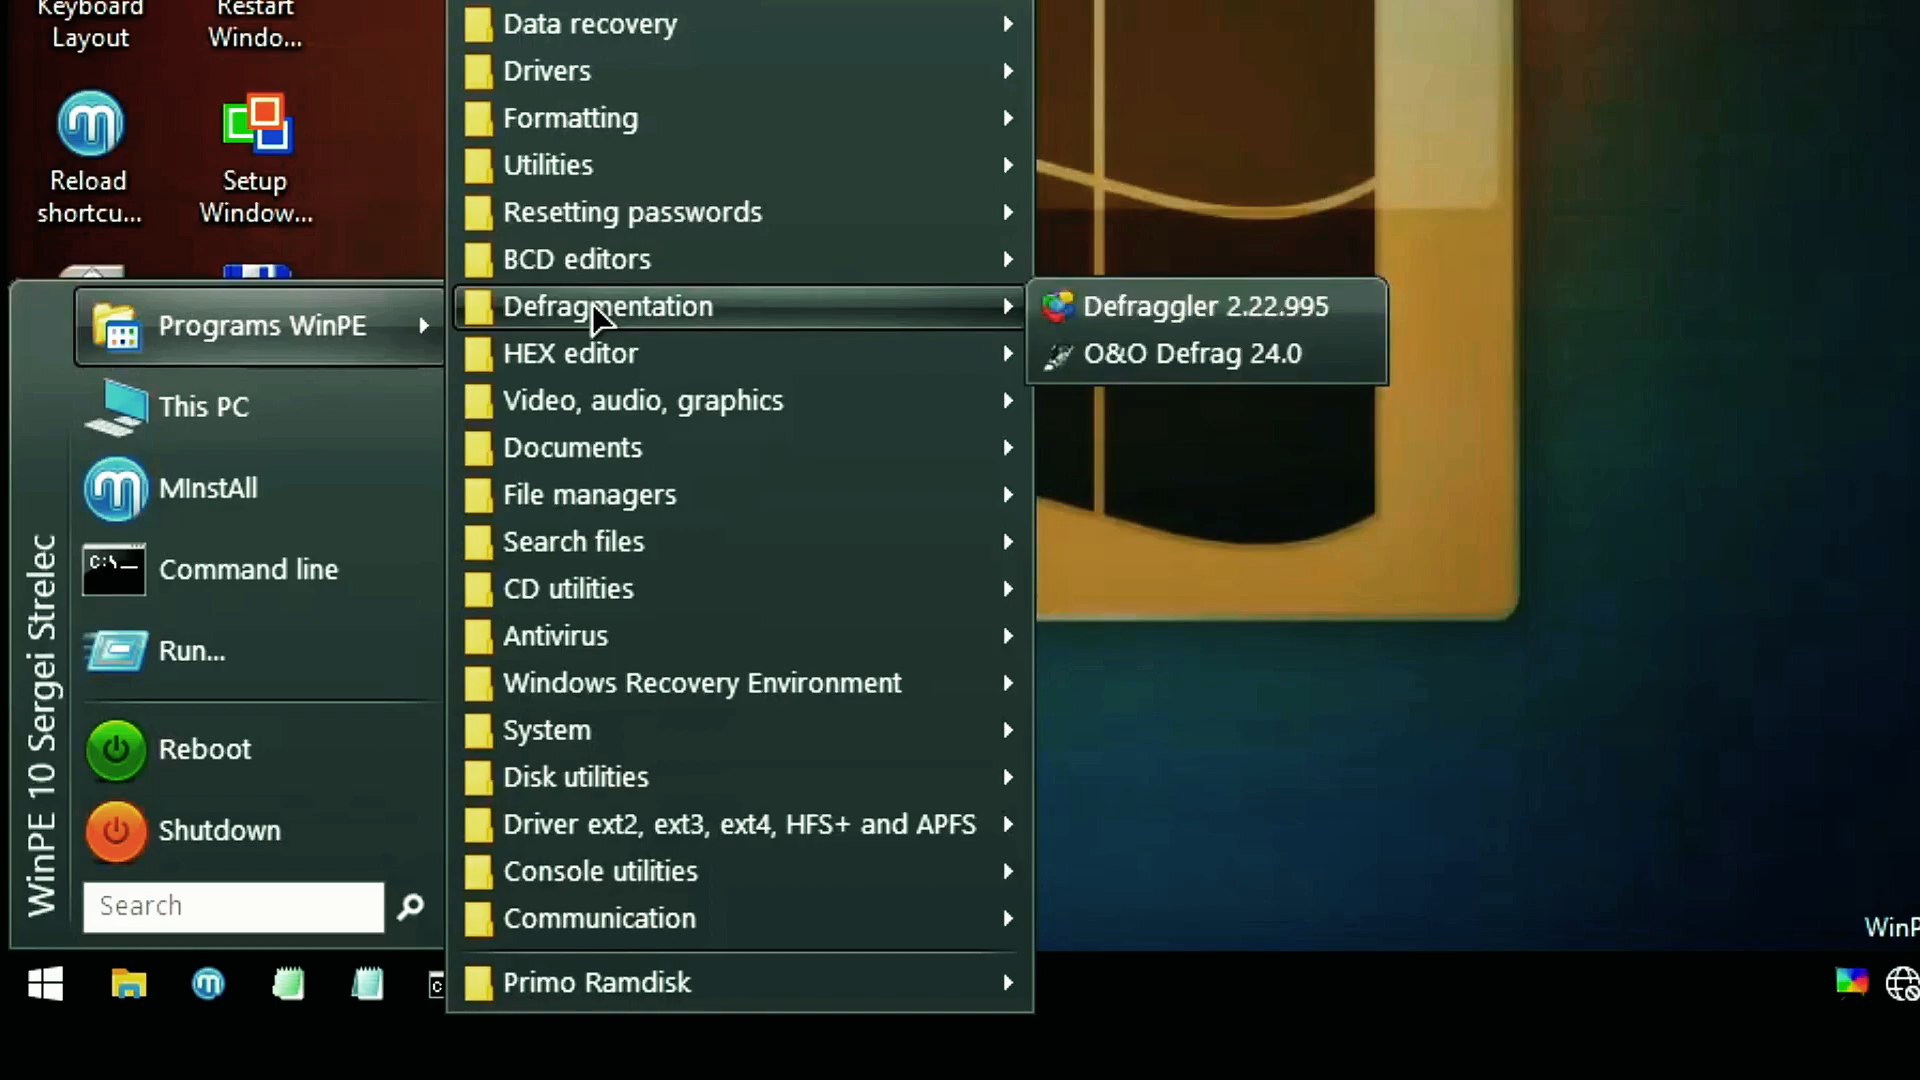 Keyboard
Layout
Restart
Windo...
Reload
shortcu...
Setup
Window...
WinPE 10 Sergei Strelec
Programs WinPE
This PC
MInstAll
C:\_
Command line
Run...
Reboot
Shutdown
Search
Data recovery
Drivers
Formatting
Utilities
Resetting passwords
BCD editors
Defragmentation
HEX editor
Video, audio, graphics
Documents
File managers
Search files
CD utilities
Antivirus
Windows Recovery Environment
System
Disk utilities
Driver ext2, ext3, ext4, HFS+ and APFS
Console utilities
Communication
Primo Ramdisk
Defraggler 2.22.995
O&O Defrag 24.0